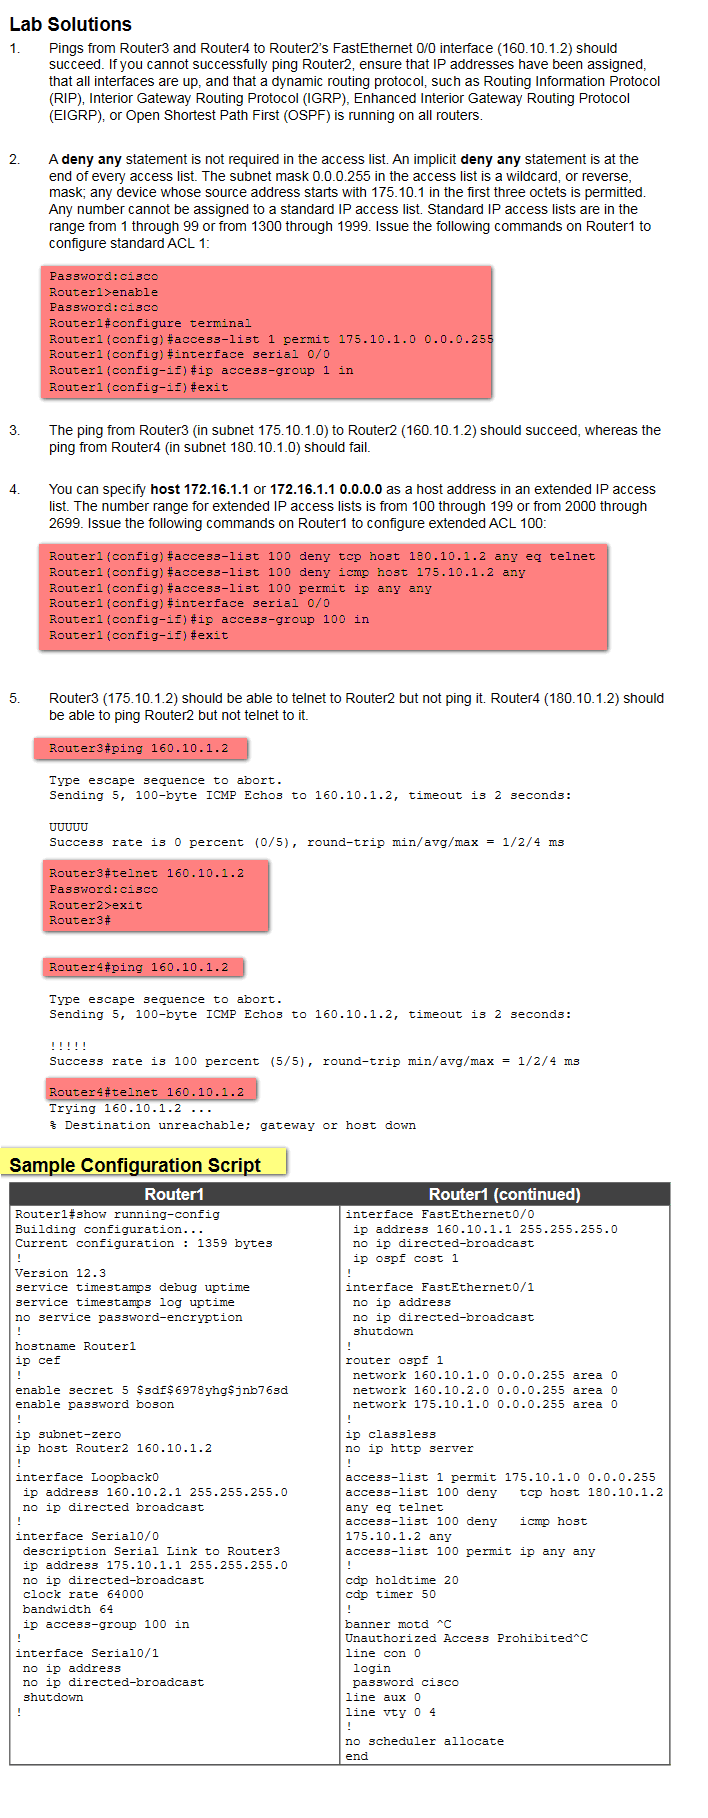 Lab Solutions
1. Pings from Router3 and Router4 to Router2's FastEthernet 0/0 interface (160.10.1.2) should
succeed. If you cannot successfully ping Router2, ensure that IP addresses have been assigned,
that all interfaces are up, and that a dynamic routing protocol, such as Routing Information Protocol
(RIP), Interior Gateway Routing Protocol (IGRP), Enhanced Interior Gateway Routing Protocol
(EIGRP), or Open Shortest Path First (OSPF) is running on all routers.
2. A deny any statement is not required in the access list. An implicit deny any statement is at the
end of every access list. The subnet mask 0.0.0.255 in the access list is a wildcard, or reverse,
mask; any device whose source address starts with 175.10.1 in the first three octets is permitted.
Any number cannot be assigned to a standard IP access list. Standard IP access lists are in the
range from 1 through 99 or from 1300 through 1999. Issue the following commands on Router1 to
configure standard ACL 1:
Password:cisco
Router1>enable
Password:cisco
Router1#configure terminal
Router1(config)#access-list 1 permit 175.10.1.0 0.0.0.255
Router1(config)#interface serial 0/0
Router1(config-if)#ip access-group 1 in
Router1(config-if)#exit
3. The ping from Router3 (in subnet 175.10.1.0) to Router2 (160.10.1.2) should succeed, whereas the
ping from Router4 (in subnet 180.10.1.0) should fail.
4. You can specify host 172.16.1.1 or 172.16.1.1 0.0.0.0 as a host address in an extended IP access
list. The number range for extended IP access lists is from 100 through 199 or from 2000 through
2699. Issue the following commands on Router1 to configure extended ACL 100:
Router1(config)#access-list 100 deny tcp host 180.10.1.2 any eq telnet
Router1(config)#access-list 100 deny icmp host 175.10.1.2 any
Router1(config)#access-list 100 permit ip any any
Router1(config)#interface serial 0/0
Router1(config-if)#ip access-group 100 in
Router1(config-if)#exit
5. Router3 (175.10.1.2) should be able to telnet to Router2 but not ping it. Router4 (180.10.1.2) should
be able to ping Router2 but not telnet to it.
Router3#ping 160.10.1.2
Type escape sequence to abort.
Sending 5, 100-byte ICMP Echos to 160.10.1.2, timeout is 2 seconds:
UUUUU
Success rate is 0 percent (0/5), round-trip min/avg/max = 1/2/4 ms
Router3#telnet 160.10.1.2
Password:cisco
Router2>exit
Router3#
Router4#ping 160.10.1.2
Type escape sequence to abort.
Sending 5, 100-byte ICMP Echos to 160.10.1.2, timeout is 2 seconds:
!!!!!
Success rate is 100 percent (5/5), round-trip min/avg/max = 1/2/4 ms
Router4#telnet 160.10.1.2
Trying 160.10.1.2 ...
% Destination unreachable; gateway or host down
Sample Configuration Script
Router1
Router1#show running-config
Building configuration...
Current configuration : 1359 bytes
!
Version 12.3
service timestamps debug uptime
service timestamps log uptime
no service password-encryption
!
hostname Router1
ip cef
!
enable secret 5 $sdf$6978yhg$jnb76sd
enable password boson
!
ip subnet-zero
ip host Router2 160.10.1.2
!
interface Loopback0
ip address 160.10.2.1 255.255.255.0
no ip directed broadcast
!
interface Serial0/0
description Serial Link to Router3
ip address 175.10.1.1 255.255.255.0
no ip directed-broadcast
clock rate 64000
bandwidth 64
ip access-group 100 in
!
interface Serial0/1
no ip address
no ip directed-broadcast
shutdown
!
Router1 (continued)
interface FastEthernet0/0
ip address 160.10.1.1 255.255.255.0
no ip directed-broadcast
ip ospf cost 1
!
interface FastEthernet0/1
no ip address
no ip directed-broadcast
shutdown
!
router ospf 1
network 160.10.1.0 0.0.0.255 area 0
network 160.10.2.0 0.0.0.255 area 0
network 175.10.1.0 0.0.0.255 area 0
!
ip classless
no ip http server
!
access-list 1 permit 175.10.1.0 0.0.0.255
access-list 100 deny tcp host 180.10.1.2
any eq telnet
access-list 100 deny icmp host
175.10.1.2 any
access-list 100 permit ip any any
!
cdp holdtime 20
cdp timer 50
!
banner motd ^C
Unauthorized Access Prohibited^C
line con 0
login
password cisco
line aux 0
line vty 0 4
!
no scheduler allocate
end